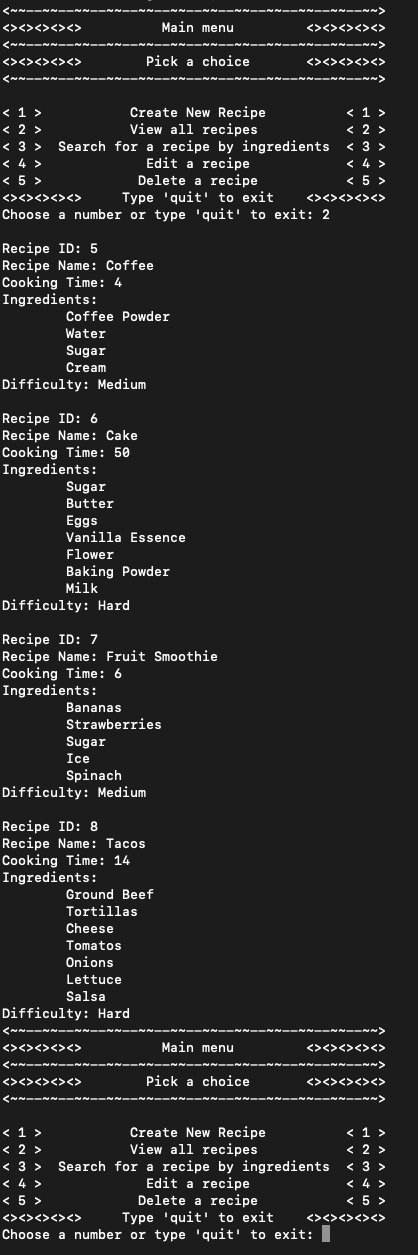 <~~—~~—~~—~~—~~—~~—~~—~~—~~—~~—~~—~~—~~—~~—~~—~~>
<><><><><>          Main menu         <><><><><>
<~~—~~—~~—~~—~~—~~—~~—~~—~~—~~—~~—~~—~~—~~—~~—~~>
<><><><><>        Pick a choice       <><><><><>
<~~—~~—~~—~~—~~—~~—~~—~~—~~—~~—~~—~~—~~—~~—~~—~~>
< 1 >           Create New Recipe          < 1 >
< 2 >           View all recipes           < 2 >
< 3 >  Search for a recipe by ingredients  < 3 >
< 4 >             Edit a recipe            < 4 >
< 5 >            Delete a recipe           < 5 >
<><><><><>     Type 'quit' to exit    <><><><><>
Choose a number or type 'quit' to exit: 2
Recipe ID: 5
Recipe Name: Coffee
Cooking Time: 4
Ingredients:
Coffee Powder
Water
Sugar
Cream
Difficulty: Medium
Recipe ID: 6
Recipe Name: Cake
Cooking Time: 50
Ingredients:
Sugar
Butter
Eggs
Vanilla Essence
Flower
Baking Powder
Milk
Difficulty: Hard
Recipe ID: 7
Recipe Name: Fruit Smoothie
Cooking Time: 6
Ingredients:
Bananas
Strawberries
Sugar
Ice
Spinach
Difficulty: Medium
Recipe ID: 8
Recipe Name: Tacos
Cooking Time: 14
Ingredients:
Ground Beef
Tortillas
Cheese
Tomatos
Onions
Lettuce
Salsa
Difficulty: Hard
<~~—~~—~~—~~—~~—~~—~~—~~—~~—~~—~~—~~—~~—~~—~~—~~>
<><><><><>          Main menu         <><><><><>
<~~—~~—~~—~~—~~—~~—~~—~~—~~—~~—~~—~~—~~—~~—~~—~~>
<><><><><>        Pick a choice       <><><><><>
<~~—~~—~~—~~—~~—~~—~~—~~—~~—~~—~~—~~—~~—~~—~~—~~>
< 1 >           Create New Recipe          < 1 >
< 2 >           View all recipes           < 2 >
< 3 >  Search for a recipe by ingredients  < 3 >
< 4 >             Edit a recipe            < 4 >
< 5 >            Delete a recipe           < 5 >
<><><><><>     Type 'quit' to exit    <><><><><>
Choose a number or type 'quit' to exit: